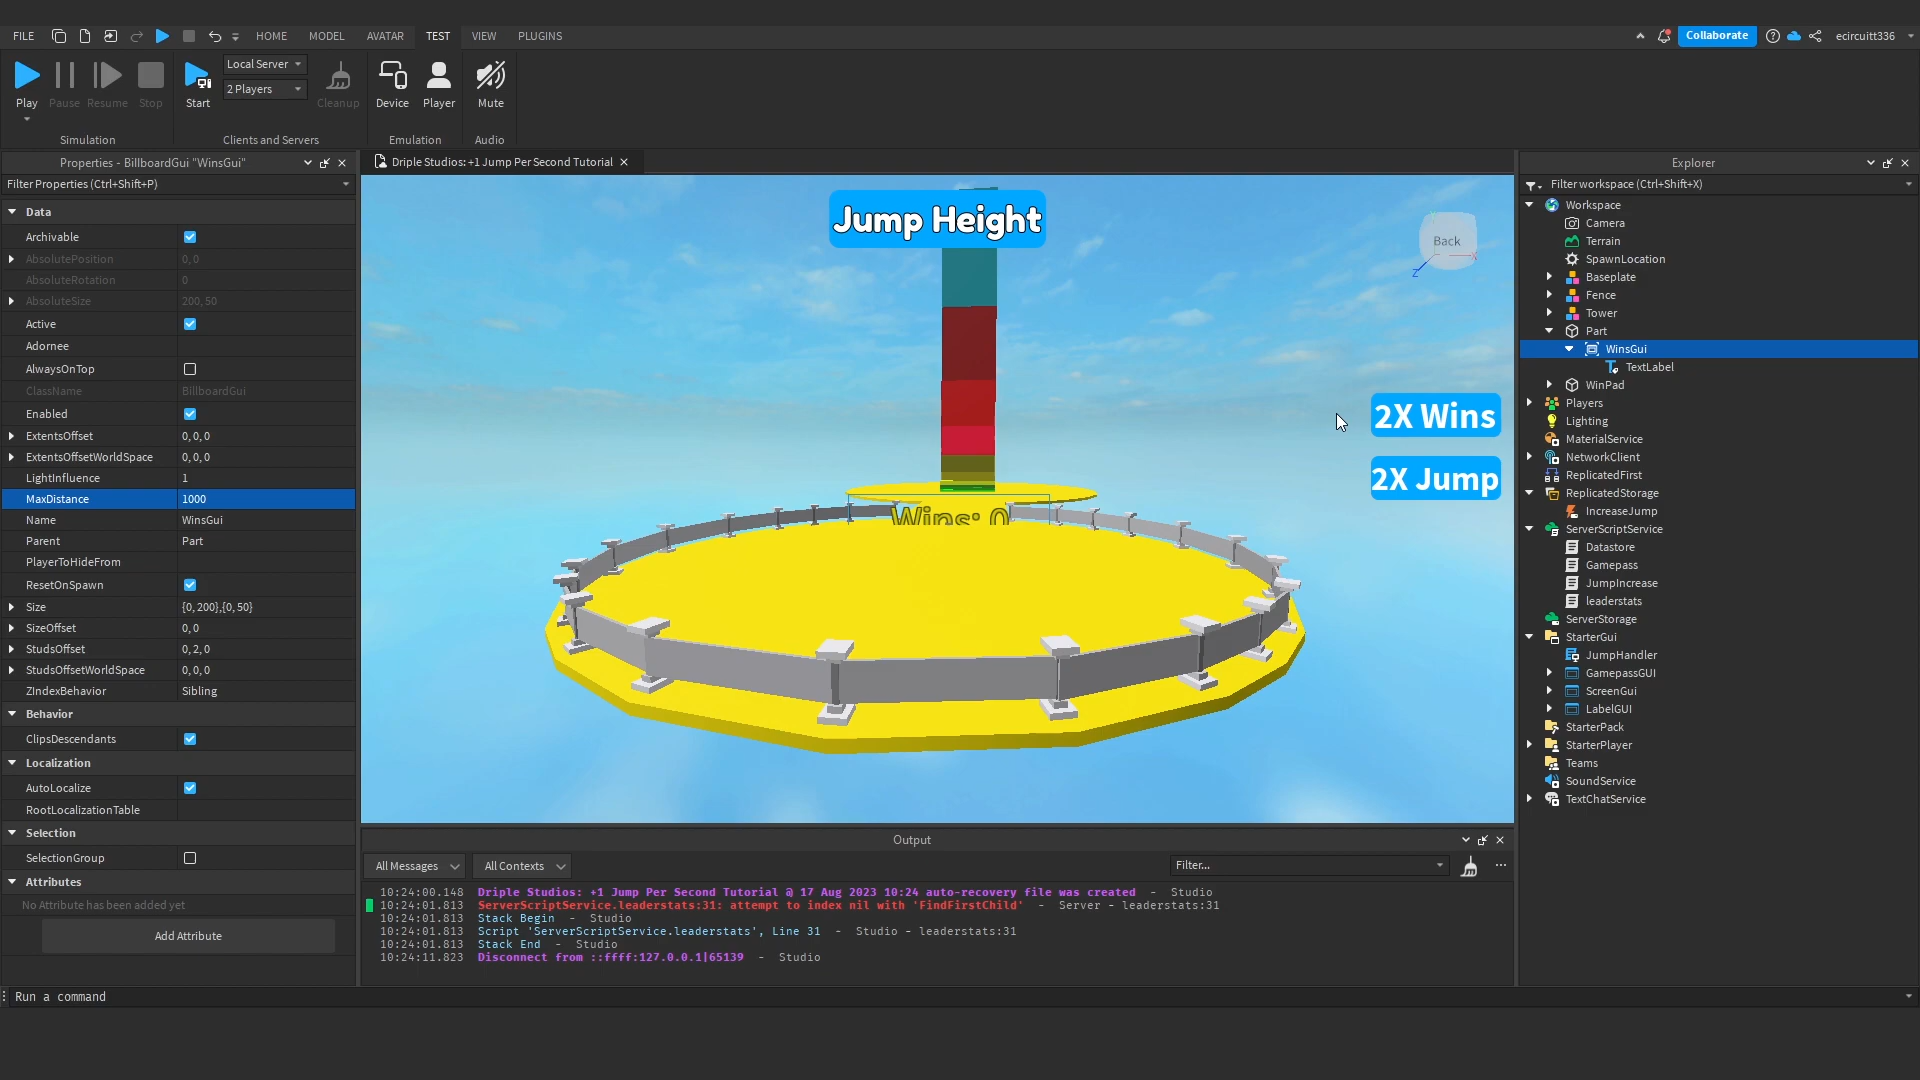 FILE
HOME
MODEL
AVATAR
TEST
VIEW
PLUGINS
Collaborate
ecircuitt336
Play
Pause
Resume
Stop
Start
Local Server
2 Players
Cleanup
Device
Player
Mute
Simulation
Clients and Servers
Emulation
Audio
Properties - BillboardGui "WinsGui"
Filter Properties (Ctrl+Shift+P)
Data
Archivable
AbsolutePosition 0, 0
AbsoluteRotation 0
AbsoluteSize 200, 50
Active
Adornee
AlwaysOnTop
ClassName BillboardGui
Enabled
ExtentsOffset 0, 0, 0
ExtentsOffsetWorldSpace 0, 0, 0
LightInfluence 1
MaxDistance 1000
Name WinsGui
Parent Part
PlayerToHideFrom
ResetOnSpawn
Size {0, 200},{0, 50}
SizeOffset 0, 0
StudsOffset 0, 2, 0
StudsOffsetWorldSpace 0, 0, 0
ZIndexBehavior Sibling
Behavior
ClipsDescendants
Localization
AutoLocalize
RootLocalizationTable
Selection
SelectionGroup
Attributes
No Attribute has been added yet
Add Attribute
Driple Studios: +1 Jump Per Second Tutorial
Jump Height
Back
Z
X
2X Wins
2X Jump
Wins: 0
Output
All Messages
All Contexts
Filter...
10:24:00.148 Driple Studios: +1 Jump Per Second Tutorial @ 17 Aug 2023 10:24 auto-recovery file was created - Studio
10:24:01.813 ServerScriptService.leaderstats:31: attempt to index nil with 'FindFirstChild' - Server - leaderstats:31
10:24:01.813 Stack Begin - Studio
10:24:01.813 Script 'ServerScriptService.leaderstats', Line 31 - Studio - leaderstats:31
10:24:01.813 Stack End - Studio
10:24:11.823 Disconnect from ::ffff:127.0.0.1|65139 - Studio
Explorer
Filter workspace (Ctrl+Shift+X)
Workspace
Camera
Terrain
SpawnLocation
Baseplate
Fence
Tower
Part
WinsGui
TextLabel
WinPad
Players
Lighting
MaterialService
NetworkClient
ReplicatedFirst
ReplicatedStorage
IncreaseJump
ServerScriptService
Datastore
Gamepass
JumpIncrease
leaderstats
ServerStorage
StarterGui
JumpHandler
GamepassGUI
ScreenGui
LabelGUI
StarterPack
StarterPlayer
Teams
SoundService
TextChatService
Run a command